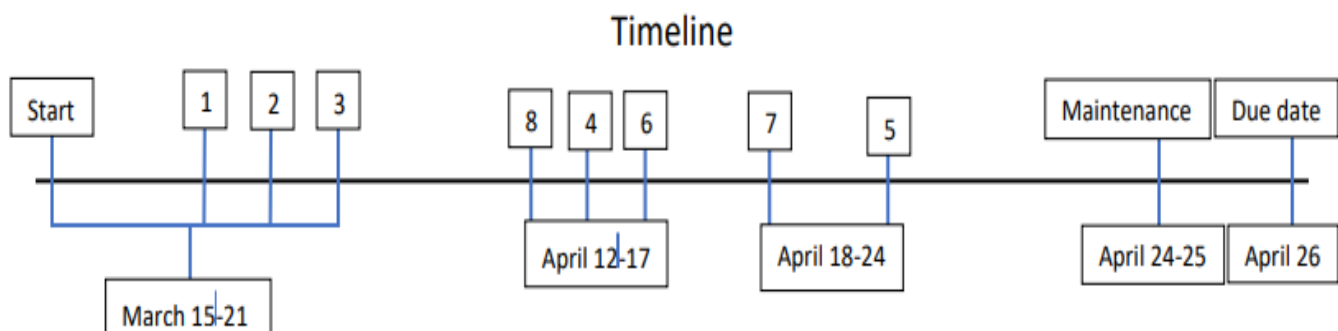 Timeline
Start
1
2
3
8
4
6
7
5
Maintenance
Due date
April 12-17
April 18-24
April 24-25
April 26
March 15-21